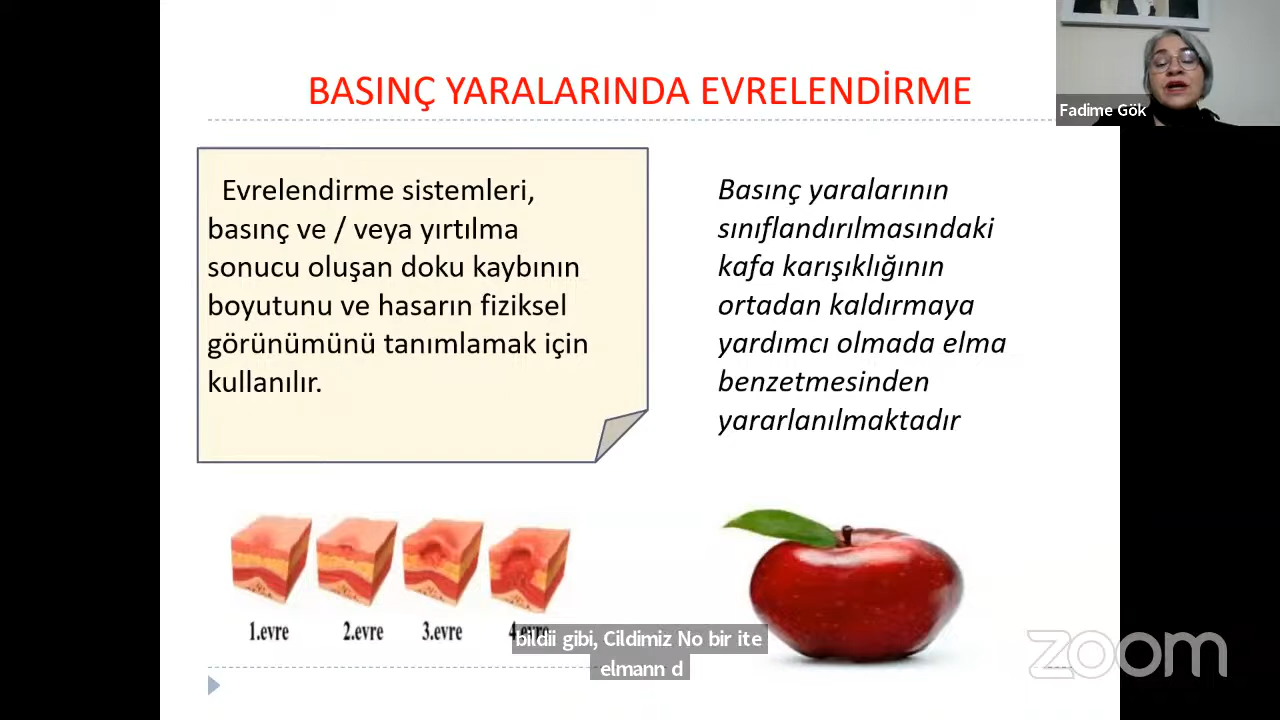 BASINÇ YARALARINDA EVRELENDİRME
Fadime Gök
Evrelendirme sistemleri,
basınç ve / veya yırtılma
sonucu oluşan doku kaybının
boyutunu ve hasarın fiziksel
görünümünü tanımlamak için
kullanılır.
Basınç yaralarının
sınıflandırılmasındaki
kafa karışıklığının
ortadan kaldırmaya
yardımcı olmada elma
benzetmesinden
yararlanılmaktadır
1.evre
2.evre
3.evre
4.evre
bildii gibi, Cildimiz No bir ite
elmann d
zoom